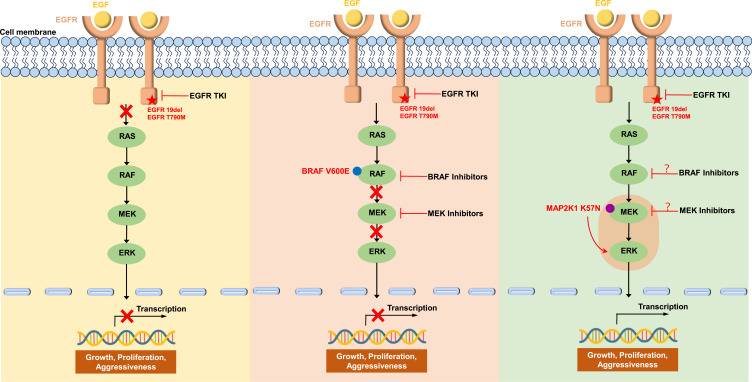 EGF
EGFR
Cell membrane
EGFR TKI
EGFR 19del
EGFR T790M
RAS
RAF
MEK
ERK
Transcription
Growth, Proliferation,
Aggressiveness
EGF
EGFR
EGFR TKI
EGFR 19del
EGFR T790M
RAS
BRAF V600E
RAF
BRAF Inhibitors
MEK
MEK Inhibitors
ERK
Transcription
Growth, Proliferation,
Aggressiveness
EGF
EGFR
EGFR TKI
EGFR 19del
EGFR T790M
RAS
RAF
?
BRAF Inhibitors
MAP2K1 K57N
MEK
?
MEK Inhibitors
ERK
Transcription
Growth, Proliferation,
Aggressiveness